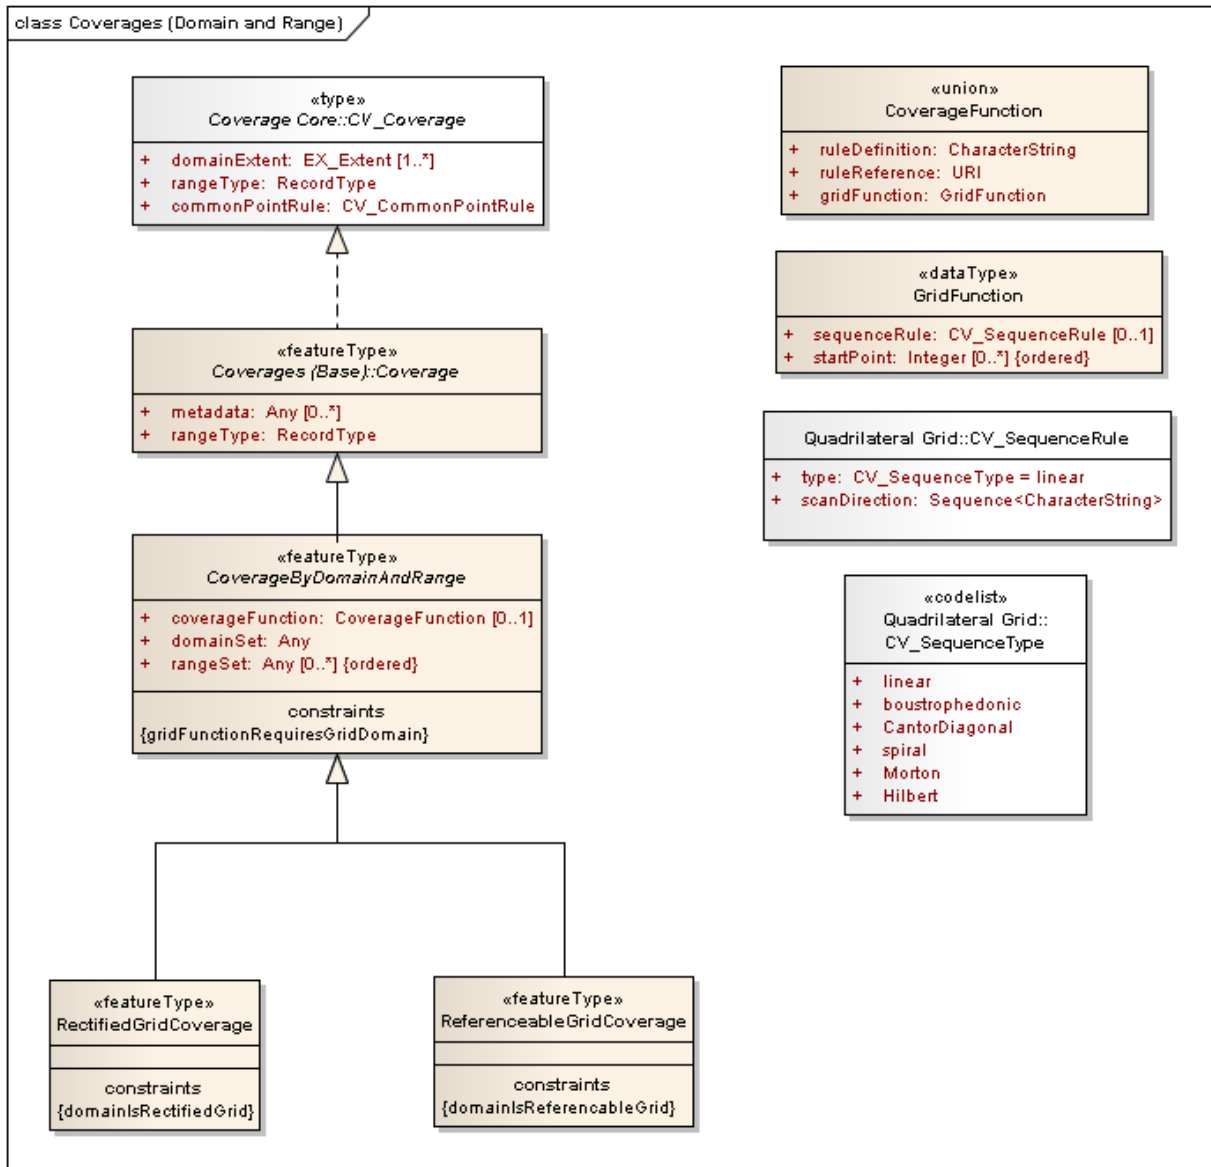 class Coverages (Domain and Range)
«type»
Coverage Core::CV_Coverage
+ domainExtent: EX_Extent [1..*]
+ rangeType: RecordType
+ commonPointRule: CV_CommonPointRule
«featureType»
Coverages (Base)::Coverage
+ metadata: Any [0..*]
+ rangeType: RecordType
«featureType»
CoverageByDomainAndRange
+ coverageFunction: CoverageFunction [0..1]
+ domainSet: Any
+ rangeSet: Any [0..*] {ordered}
constraints
{gridFunctionRequiresGridDomain}
«featureType»
RectifiedGridCoverage
constraints
{domainIsRectifiedGrid}
«featureType»
ReferenceableGridCoverage
constraints
{domainIsReferencableGrid}
«union»
CoverageFunction
+ ruleDefinition: CharacterString
+ ruleReference: URI
+ gridFunction: GridFunction
«dataType»
GridFunction
+ sequenceRule: CV_SequenceRule [0..1]
+ startPoint: Integer [0..*] {ordered}
Quadrilateral Grid::CV_SequenceRule
+ type: CV_SequenceType = linear
+ scanDirection: Sequence<CharacterString>
«codelist»
Quadrilateral Grid::
CV_SequenceType
+ linear
+ boustrophedonic
+ CantorDiagonal
+ spiral
+ Morton
+ Hilbert